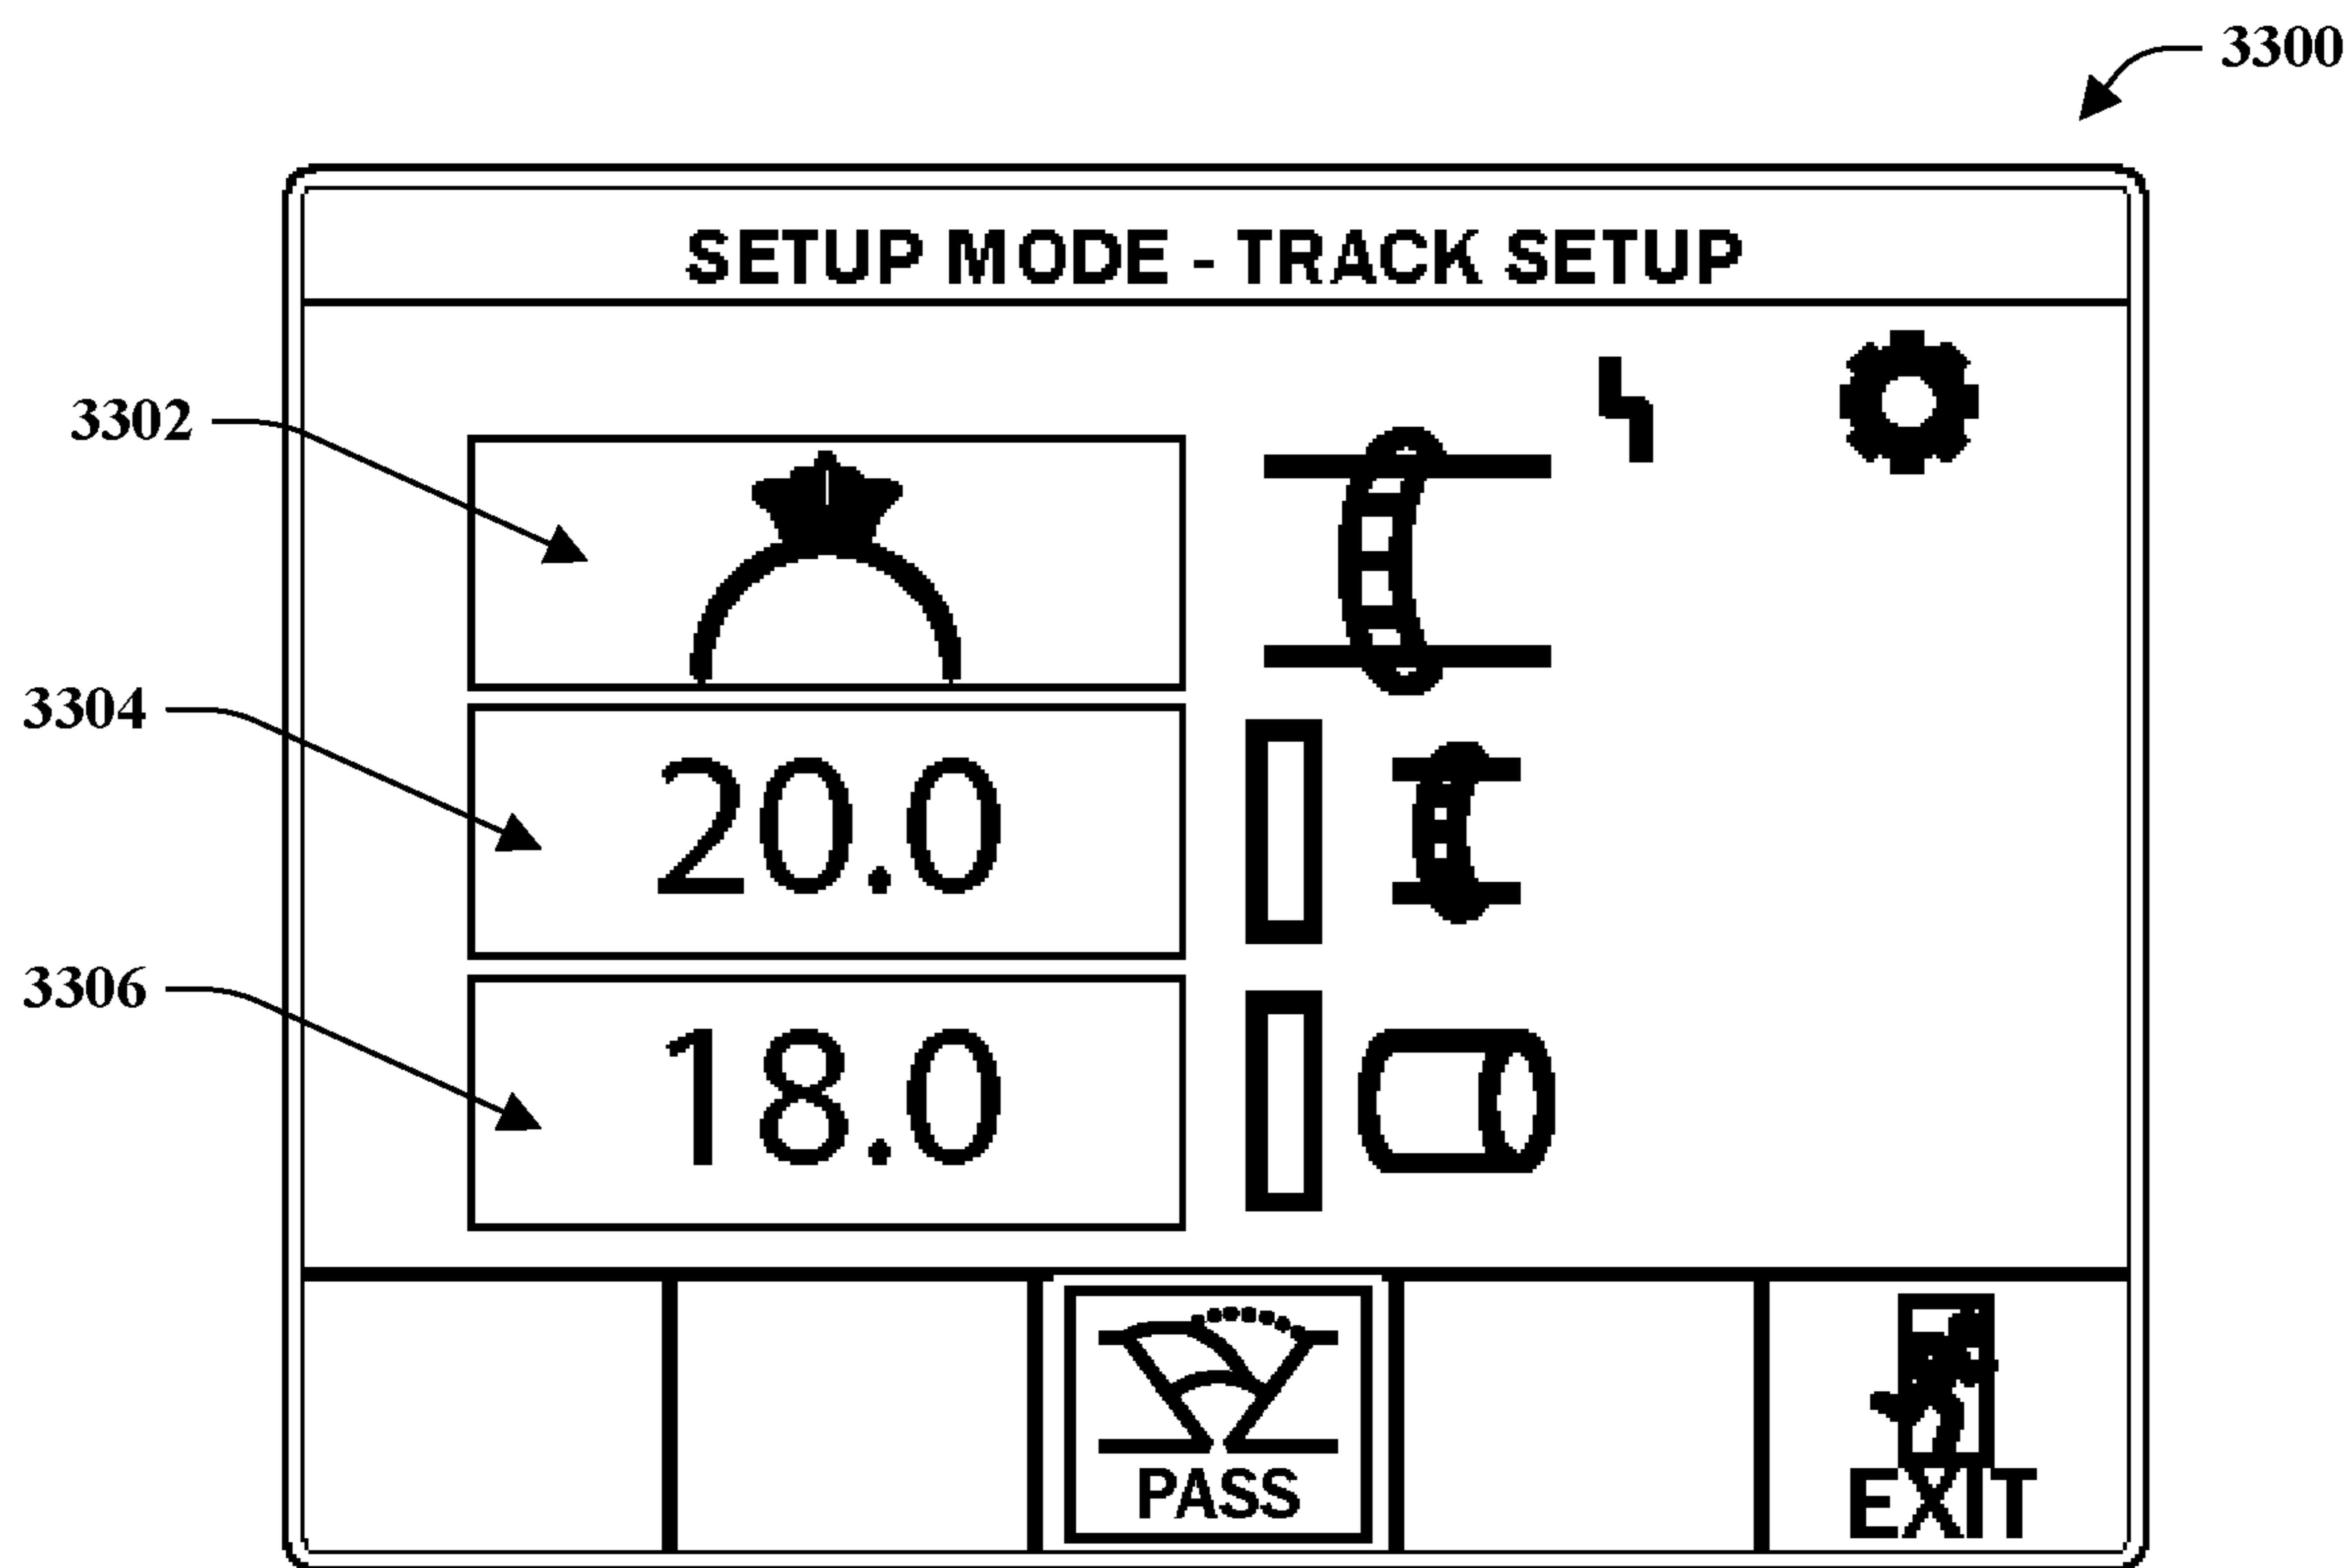 3300
SETUP MODE - TRACK SETUP
3302
3304
20.0
3306
18.0
PASS
EXIT